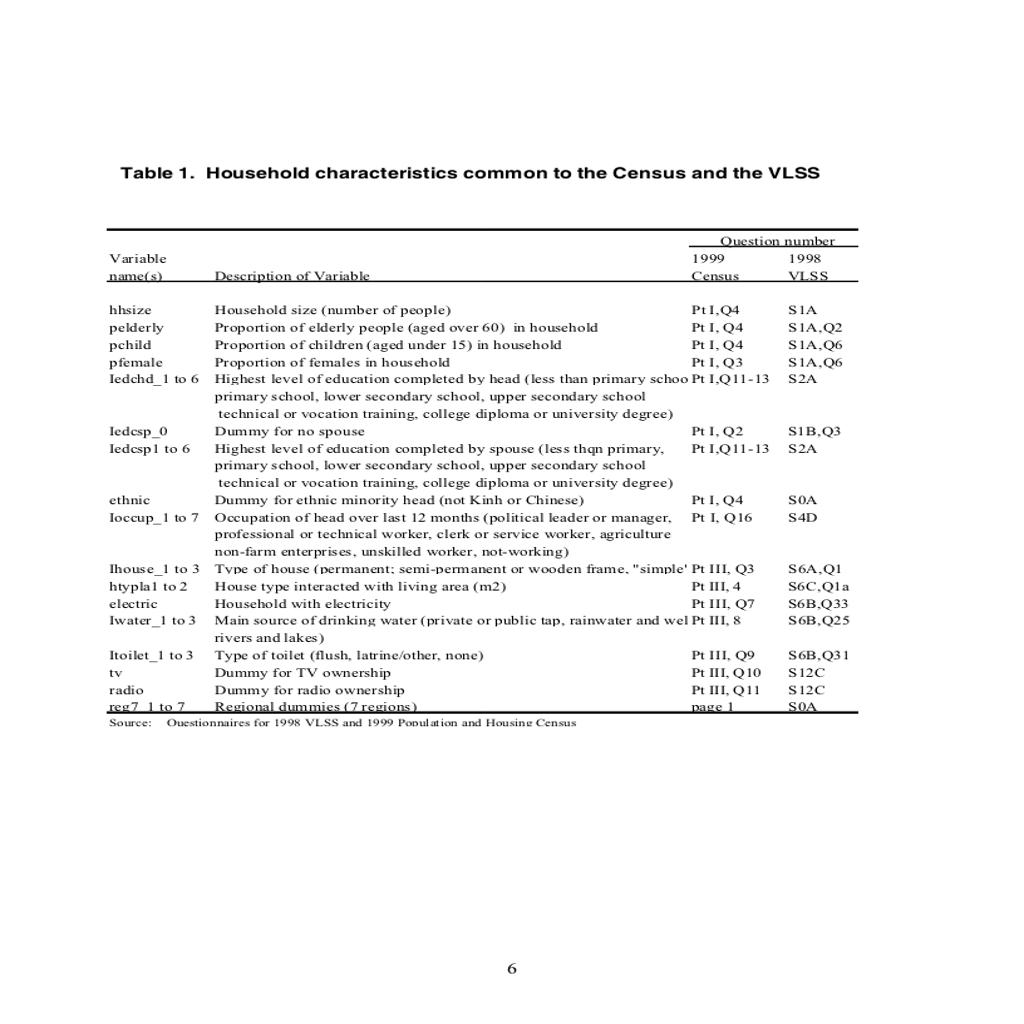 Table 1. Household characteristics common to the Census and the VLSS
Question number
Variable 1999 1998
name(s) Description of Variable Census VLSS
hhsize Household size (number of people) Pt I,Q4 S1A
pelderly Proportion of elderly people (aged over 60) in household Pt I, Q4 S1A,Q2
pchild Proportion of children (aged under 15) in household Pt I, Q4 S1A,Q6
pfemale Proportion of females in household Pt I, Q3 S1A,Q6
Iedchd_1 to 6 Highest level of education completed by head (less than primary schoo Pt I,Q11-13 S2A
primary school, lower secondary school, upper secondary school
technical or vocation training, college diploma or university degree)
Iedcsp_0 Dummy for no spouse Pt I, Q2 S1B,Q3
Iedcsp1 to 6 Highest level of education completed by spouse (less thqn primary, Pt I,Q11-13 S2A
primary school, lower secondary school, upper secondary school
technical or vocation training, college diploma or university degree)
ethnic Dummy for ethnic minority head (not Kinh or Chinese) Pt I, Q4 S0A
Ioccup_1 to 7 Occupation of head over last 12 months (political leader or manager, Pt I, Q16 S4D
professional or technical worker, clerk or service worker, agriculture
non-farm enterprises, unskilled worker, not-working)
Ihouse_1 to 3 Type of house (permanent; semi-permanent or wooden frame, "simple' Pt III, Q3 S6A,Q1
htypla1 to 2 House type interacted with living area (m2) Pt III, 4 S6C,Q1a
electric Household with electricity Pt III, Q7 S6B,Q33
Iwater_1 to 3 Main source of drinking water (private or public tap, rainwater and wel Pt III, 8 S6B,Q25
rivers and lakes)
Itoilet_1 to 3 Type of toilet (flush, latrine/other, none) Pt III, Q9 S6B,Q31
tv Dummy for TV ownership Pt III, Q10 S12C
radio Dummy for radio ownership Pt III, Q11 S12C
reg7_1 to 7 Regional dummies (7 regions) page 1 S0A
Source: Questionnaires for 1998 VLSS and 1999 Population and Housing Census
6